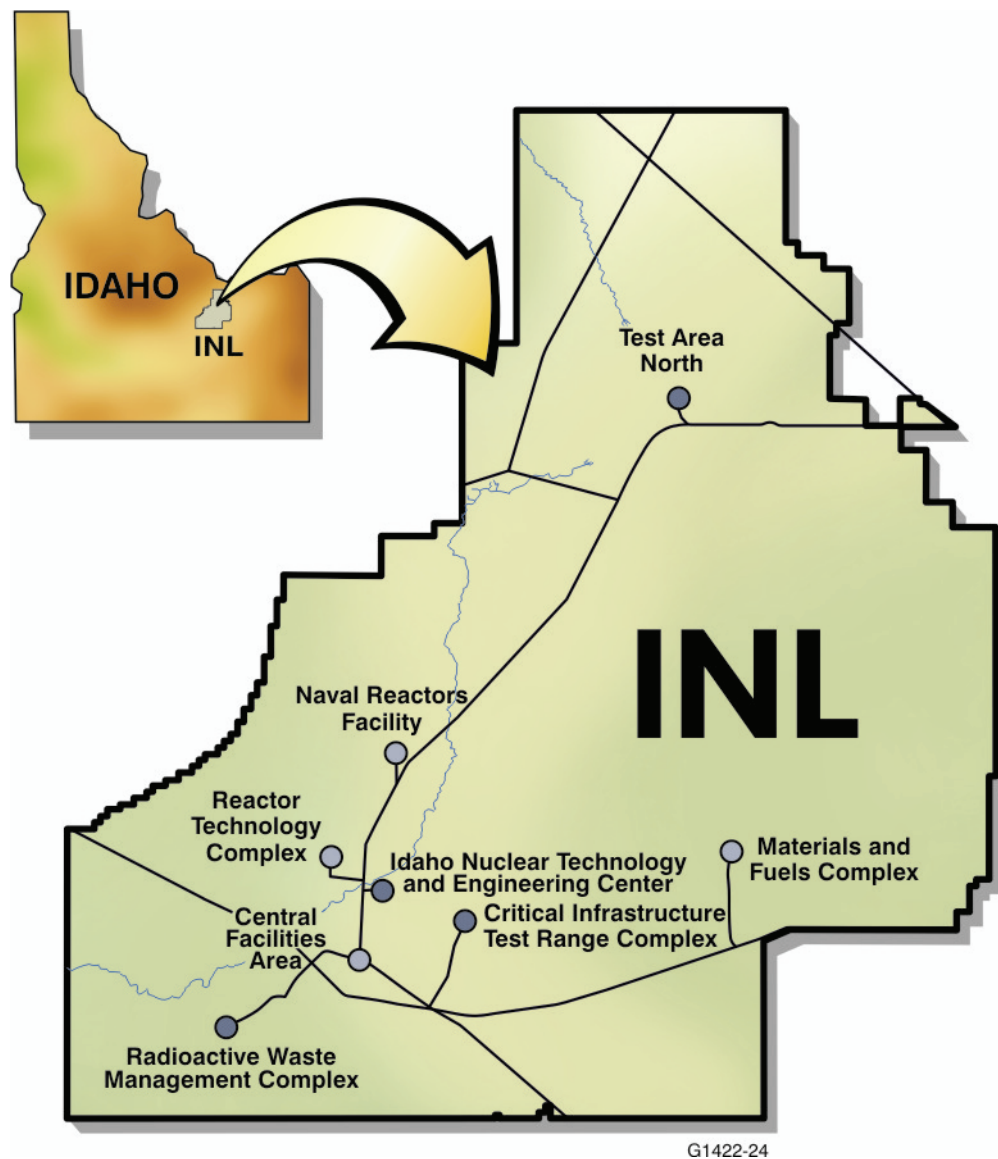 IDAHO
INL
Test Area
North
INL
Naval Reactors
Facility
Reactor
Technology
Complex
Idaho Nuclear Technology
and Engineering Center
Materials and
Fuels Complex
Central
Facilities
Area
Critical Infrastructure
Test Range Complex
Radioactive Waste
Management Complex
G1422-24